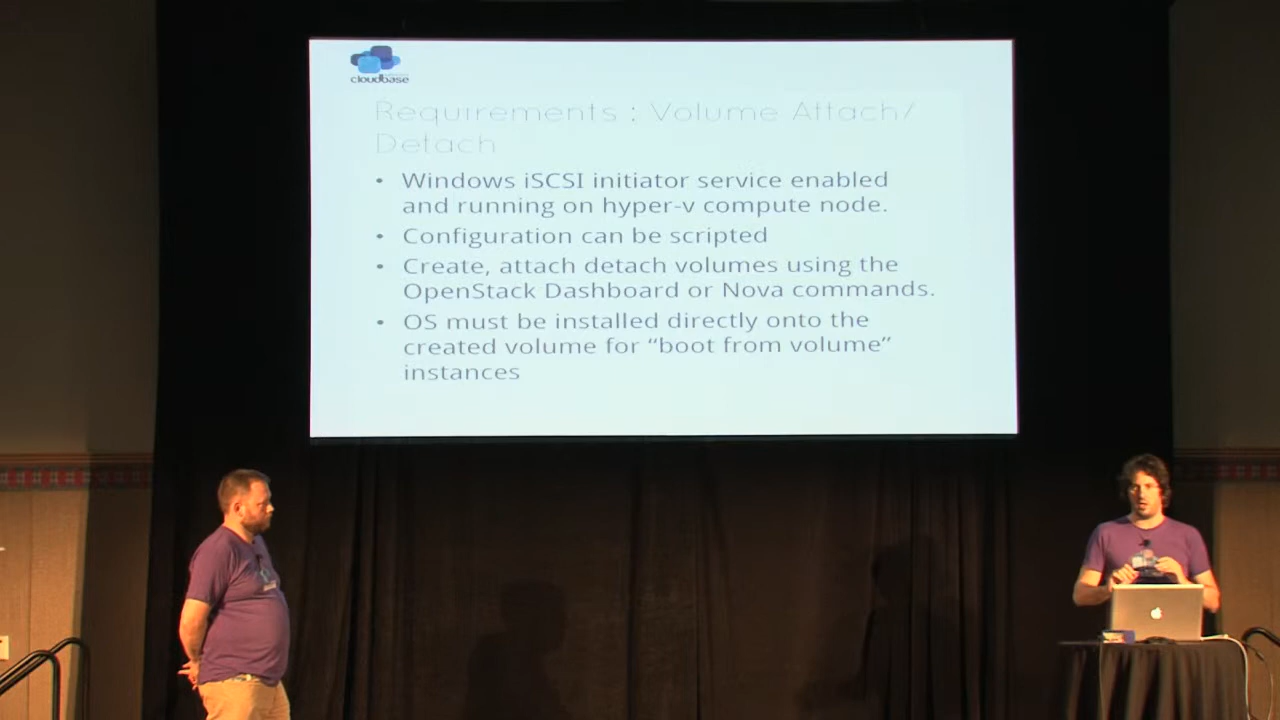 cloudbase
Requirements : Volume Attach/
Detach
• Windows iSCSI initiator service enabled
and running on hyper-v compute node.
• Configuration can be scripted
• Create, attach detach volumes using the
OpenStack Dashboard or Nova commands.
• OS must be installed directly onto the
created volume for “boot from volume”
instances